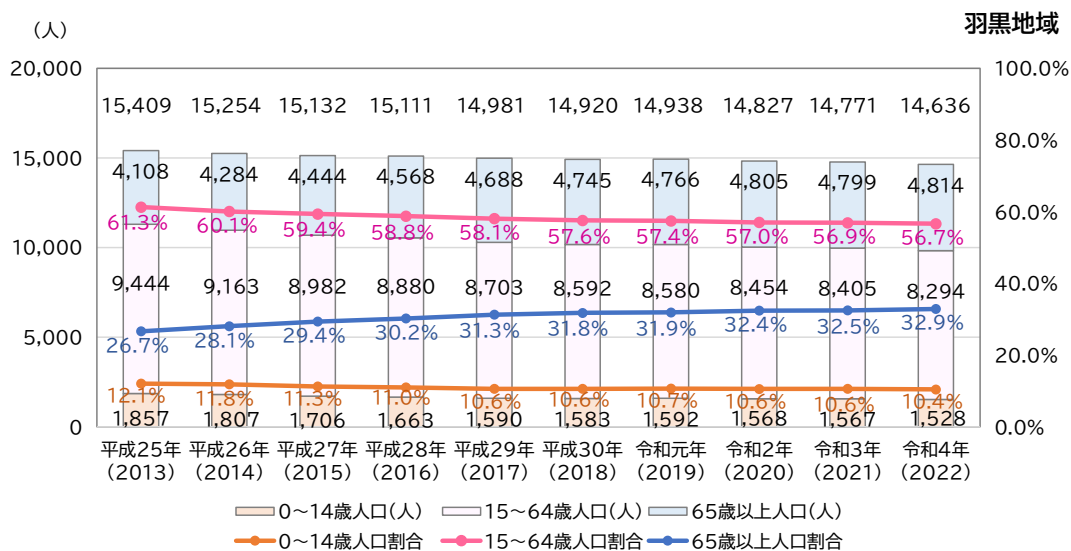 （人）
羽黒地域
20,000
100.0%
15,409 15,254 15,132 15,111 14,981 14,920 14,938 14,827 14,771 14,636
80.0%
15,000
4,108 4,284 4,444 4,568 4,688 4,745 4,766 4,805 4,799 4,814
60.0%
61.3% 60.1% 59.4% 58.8% 58.1% 57.6% 57.4% 57.0% 56.9% 56.7%
10,000
9,444 9,163 8,982 8,880 8,703 8,592 8,580 8,454 8,405 8,294
40.0%
5,000
26.7% 28.1% 29.4% 30.2% 31.3% 31.8% 31.9% 32.4% 32.5% 32.9%
20.0%
12.1% 11.8% 11.3% 11.0% 10.6% 10.6% 10.7% 10.6% 10.6% 10.4%
1,857 1,807 1,706 1,663 1,590 1,583 1,592 1,568 1,567 1,528
0
0.0%
平成25年 平成26年 平成27年 平成28年 平成29年 平成30年 令和元年 令和2年 令和3年 令和4年
（2013） （2014） （2015） （2016） （2017） （2018） （2019） （2020） （2021） （2022）
0～14歳人口（人） 15～64歳人口（人） 65歳以上人口（人）
0～14歳人口割合 15～64歳人口割合 65歳以上人口割合